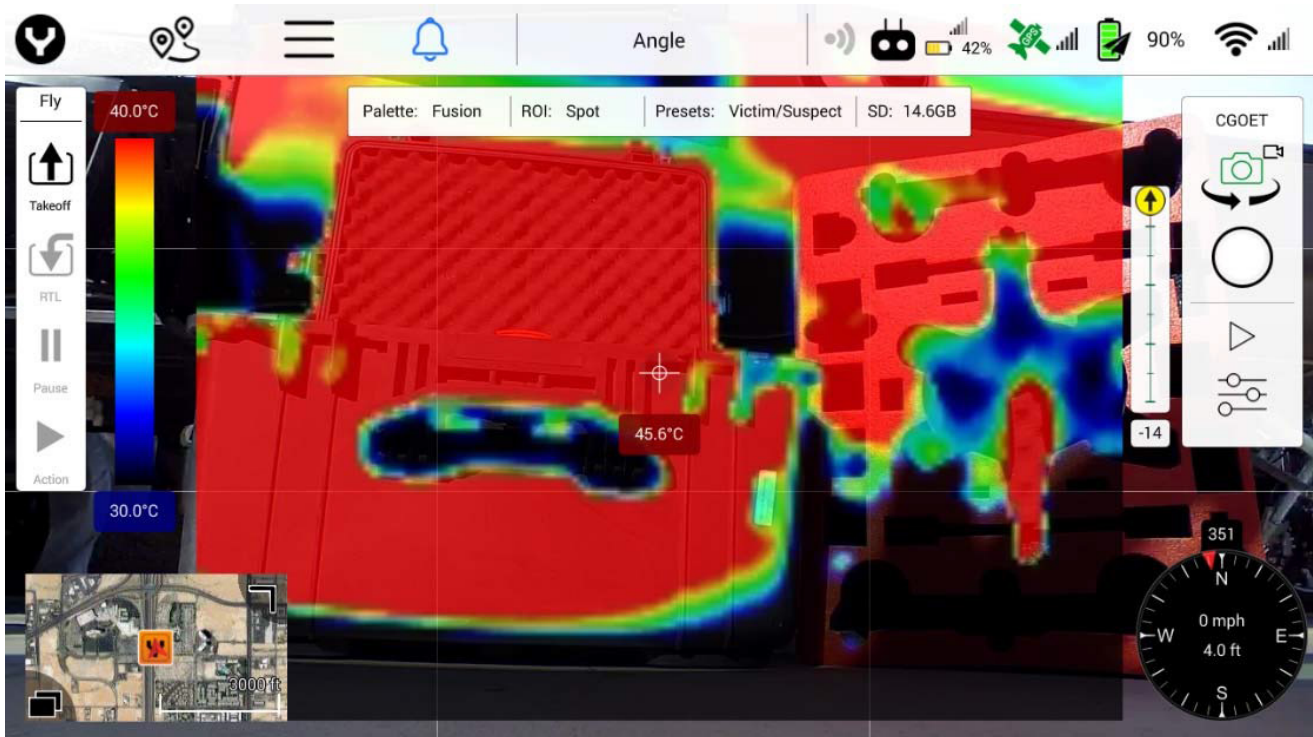 Angle
42%
GPS
90%
Fly
40.0°C
Palette: Fusion
ROI: Spot
Presets: Victim/Suspect
SD: 14.6GB
CGOET
Takeoff
RTL
Pause
Action
45.6°C
-14
30.0°C
351
N
0 mph
W
E
4.0 ft
S
3000 ft